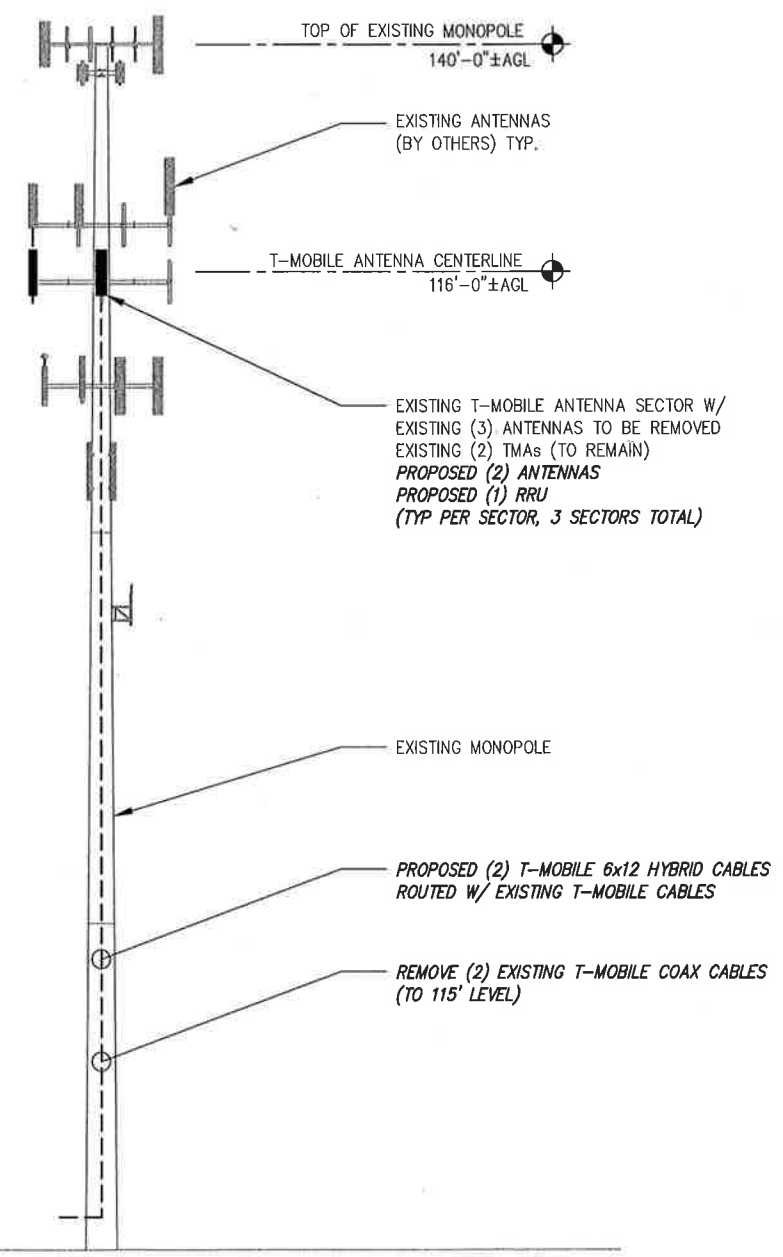 TOP OF EXISTING MONOPOLE
140'-0"±AGL
EXISTING ANTENNAS
(BY OTHERS) TYP.
T-MOBILE ANTENNA CENTERLINE
116'-0"±AGL
EXISTING T-MOBILE ANTENNA SECTOR W/
EXISTING (3) ANTENNAS TO BE REMOVED
EXISTING (2) TMAs (TO REMAIN)
PROPOSED (2) ANTENNAS
PROPOSED (1) RRU
(TYP PER SECTOR, 3 SECTORS TOTAL)
EXISTING MONOPOLE
PROPOSED (2) T-MOBILE 6x12 HYBRID CABLES
ROUTED W/ EXISTING T-MOBILE CABLES
REMOVE (2) EXISTING T-MOBILE COAX CABLES
(TO 115' LEVEL)